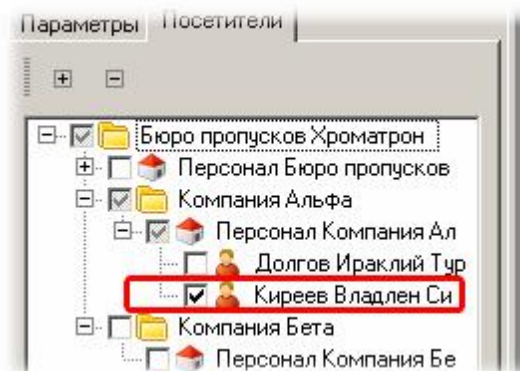 Параметры Посетители
Бюро пропусков Хроматрон
Персонал Бюро пропусков
Компания Альфа
Персонал Компания Ал
Долгов Ираклий Тур
Киреев Владлен Си
Компания Бета
Персонал Компания Бе